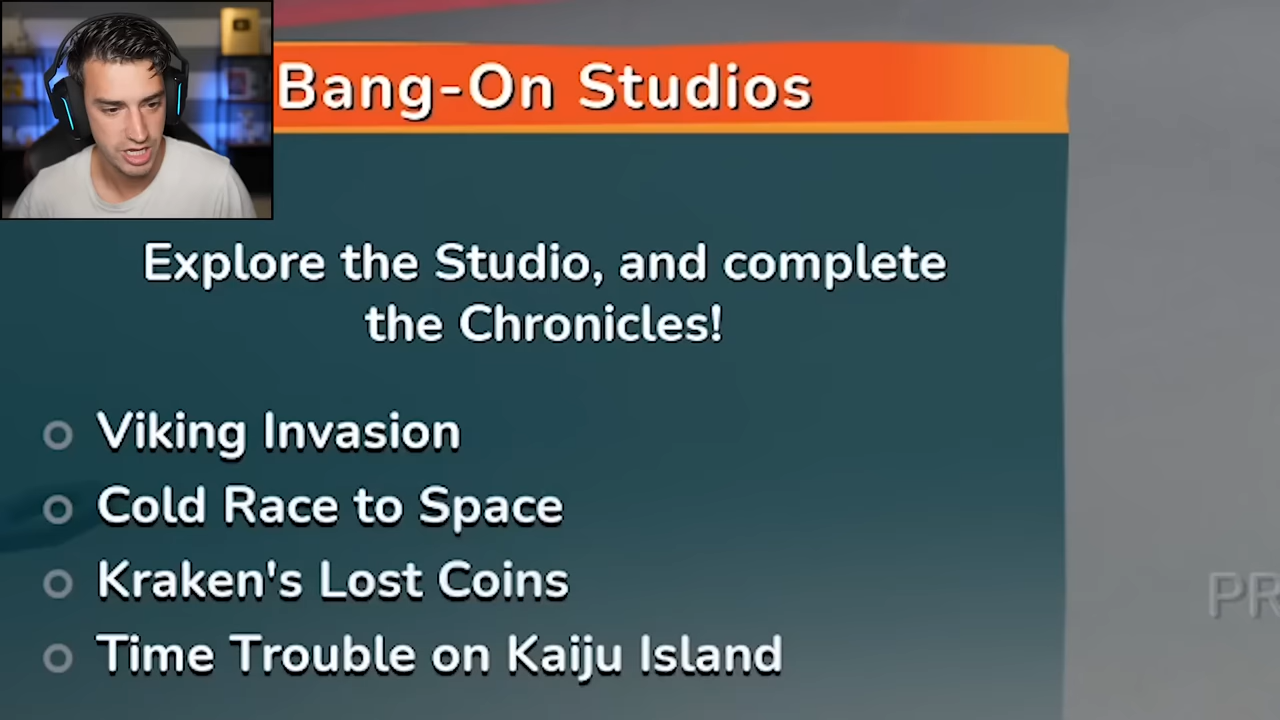 Bang-On Studios
Explore the Studio, and complete
the Chronicles!
Viking Invasion
Cold Race to Space
Kraken's Lost Coins
Time Trouble on Kaiju Island
PR